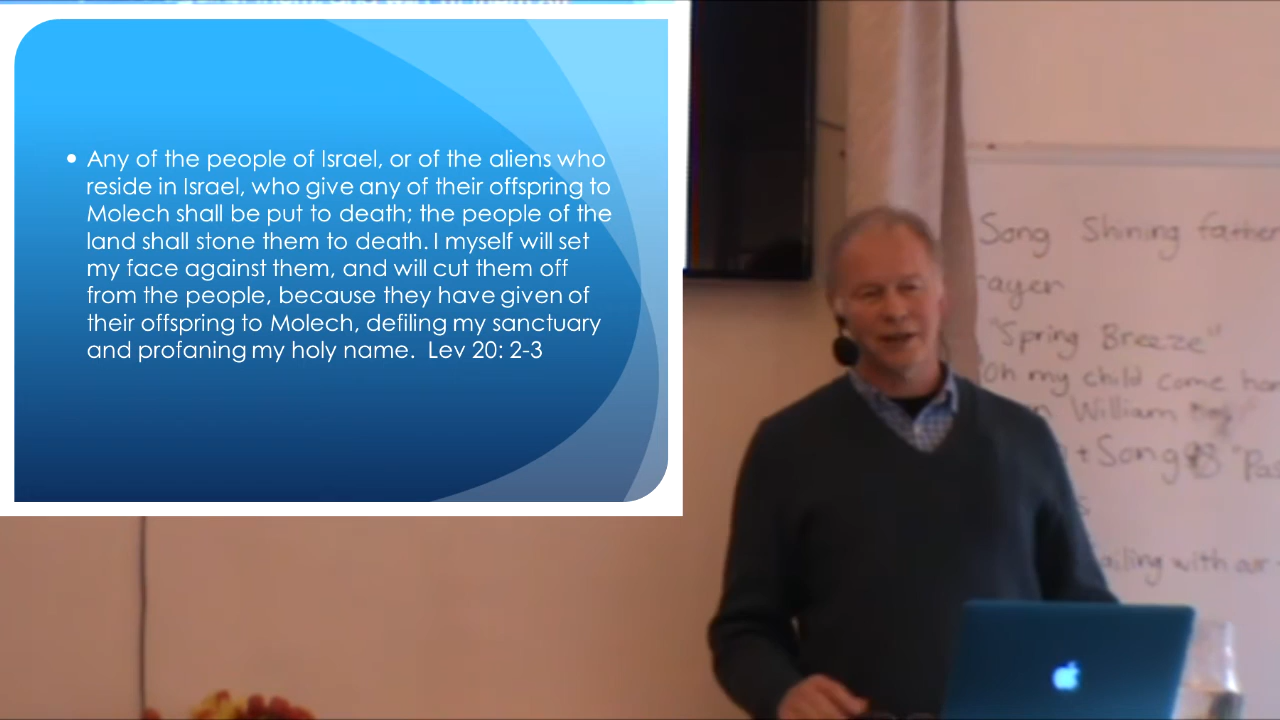 • Any of the people of Israel, or of the aliens who
reside in Israel, who give any of their offspring to
Molech shall be put to death; the people of the
land shall stone them to death. I myself will set
my face against them, and will cut them off
from the people, because they have given of
their offspring to Molech, defiling my sanctuary
and profaning my holy name.  Lev 20: 2-3
Song Shining father
rayer
"Spring Breeze"
Oh my child come
William
+ Song
with our